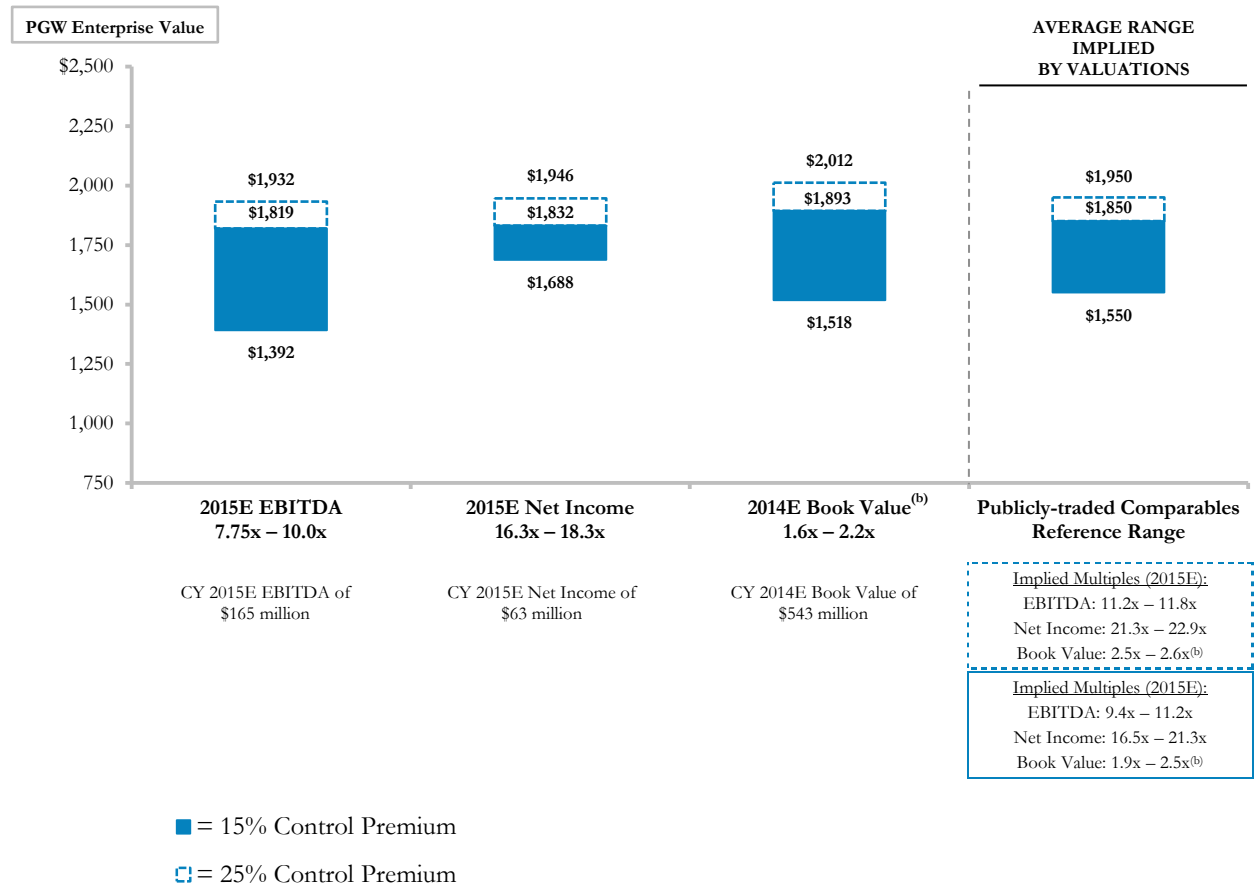 PGW Enterprise Value
AVERAGE RANGE
IMPLIED
BY VALUATIONS
$2,500
2,250
2,000
1,750
1,500
1,250
1,000
750
$1,932
$1,819
$1,392
$1,946
$1,832
$1,688
$2,012
$1,893
$1,518
$1,950
$1,850
$1,550
2015E EBITDA
7.75x – 10.0x
CY 2015E EBITDA of
$165 million
2015E Net Income
16.3x – 18.3x
CY 2015E Net Income of
$63 million
2014E Book Value(b)
1.6x – 2.2x
CY 2014E Book Value of
$543 million
Publicly-traded Comparables
Reference Range
Implied Multiples (2015E):
EBITDA: 11.2x – 11.8x
Net Income: 21.3x – 22.9x
Book Value: 2.5x – 2.6x(b)
Implied Multiples (2015E):
EBITDA: 9.4x – 11.2x
Net Income: 16.5x – 21.3x
Book Value: 1.9x – 2.5x(b)
= 15% Control Premium
= 25% Control Premium